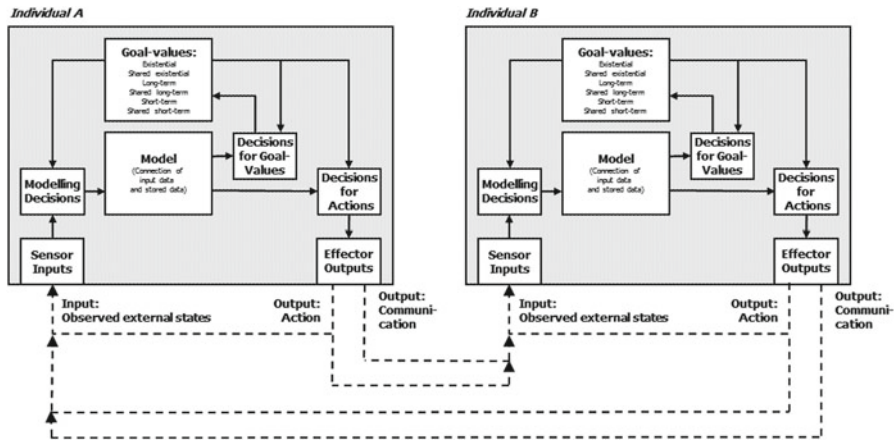 Individual A
Goal-values:
Existential
Shared existential
Long-term
Shared long-term
Short-term
Shared short-term
Decisions
for Goal-
Values
Model
(Connection of
input data
and stored data)
Modelling
Decisions
Decisions
for
Actions
Sensor
Inputs
Effector
Outputs
Input:
Observed external states
Output:
Action
Output:
Communi-
cation
Individual B
Goal-values:
Existential
Shared existential
Long-term
Shared long-term
Short-term
Shared short-term
Decisions
for Goal-
Values
Model
(Connection of
input data
and stored data)
Modelling
Decisions
Decisions
for
Actions
Sensor
Inputs
Effector
Outputs
Input:
Observed external states
Output:
Action
Output:
Communi-
cation